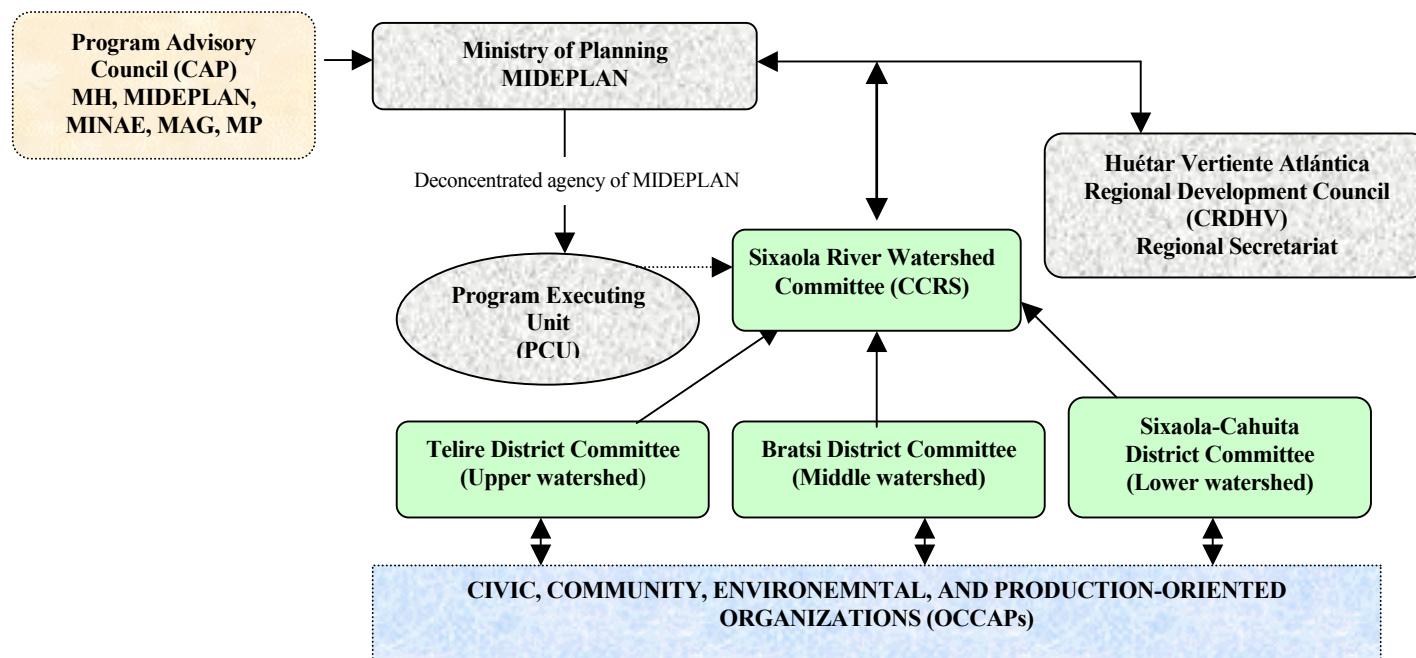 Program Advisory
Council (CAP)
MH, MIDEPLAN,
MINAE, MAG, MP
Ministry of Planning
MIDEPLAN
Huétar Vertiente Atlántica
Regional Development Council
(CRDHV)
Regional Secretariat
Deconcentrated agency of MIDEPLAN
Program Executing
Unit
(PCU)
Sixaola River Watershed
Committee (CCRS)
Telire District Committee
(Upper watershed)
Bratsi District Committee
(Middle watershed)
Sixaola-Cahuita
District Committee
(Lower watershed)
CIVIC, COMMUNITY, ENVIRONEMNTAL, AND PRODUCTION-ORIENTED
ORGANIZATIONS (OCCAPs)